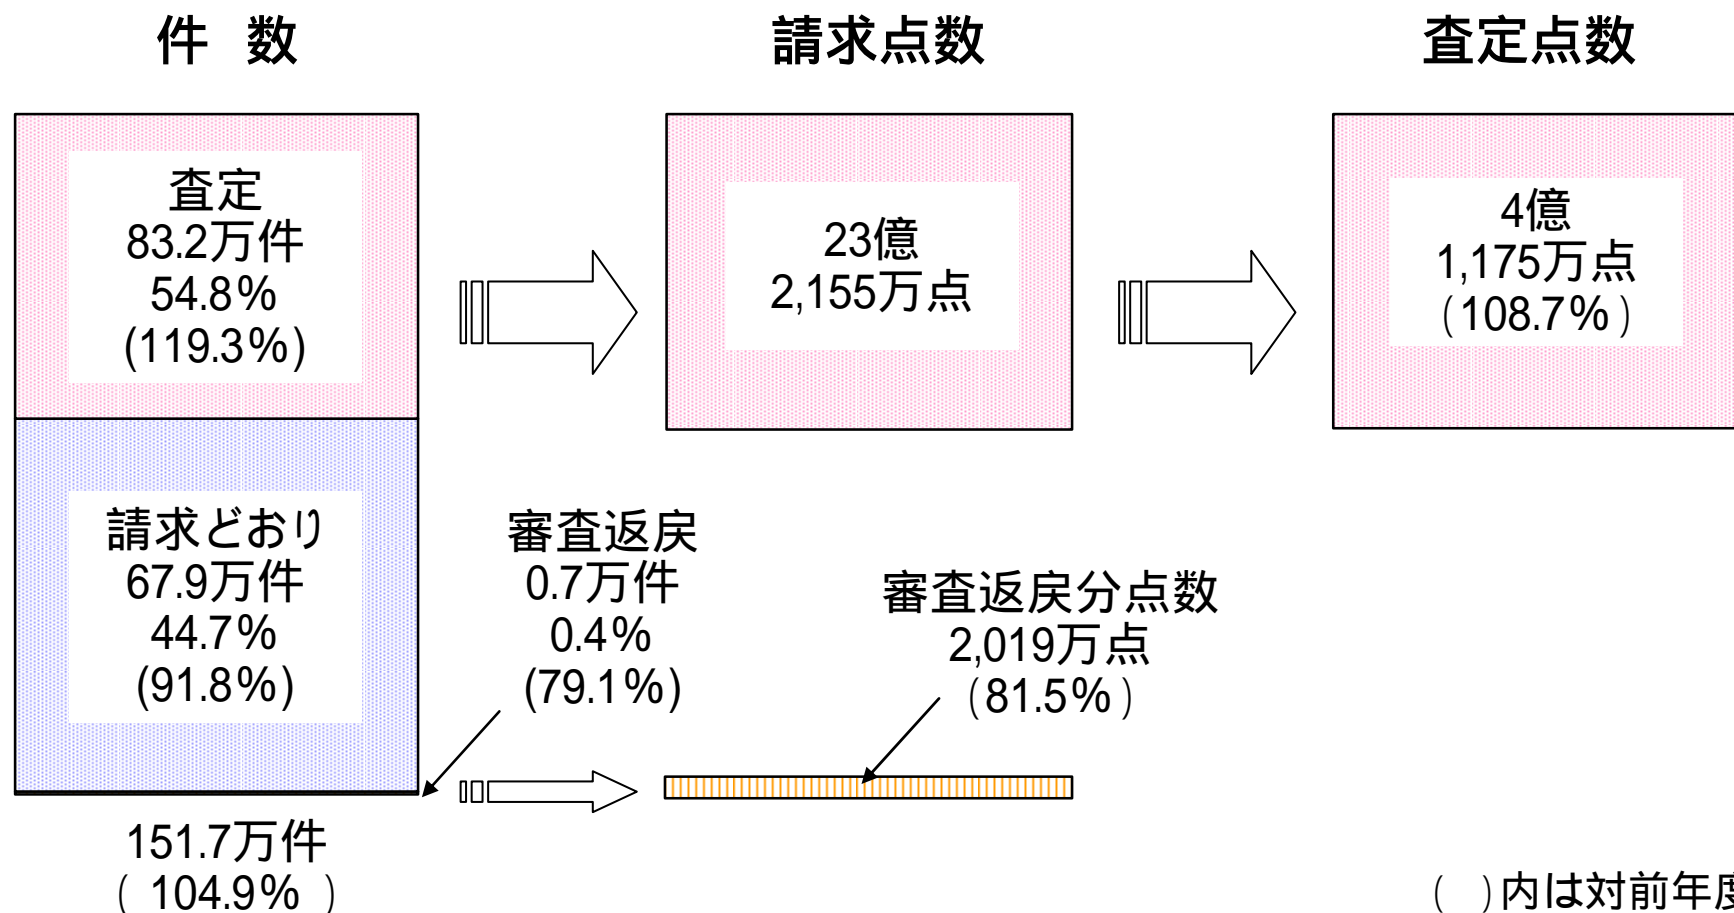 件 数
請求点数
査定点数
査定
83.2万件
54.8%
(119.3%)
23億
2,155万点
4億
1,175万点
(108.7%)
請求どおり
67.9万件
44.7%
(91.8%)
審査返戻
0.7万件
0.4%
(79.1%)
審査返戻分点数
2,019万点
(81.5%)
151.7万件
( 104.9% )
( )内は対前年度